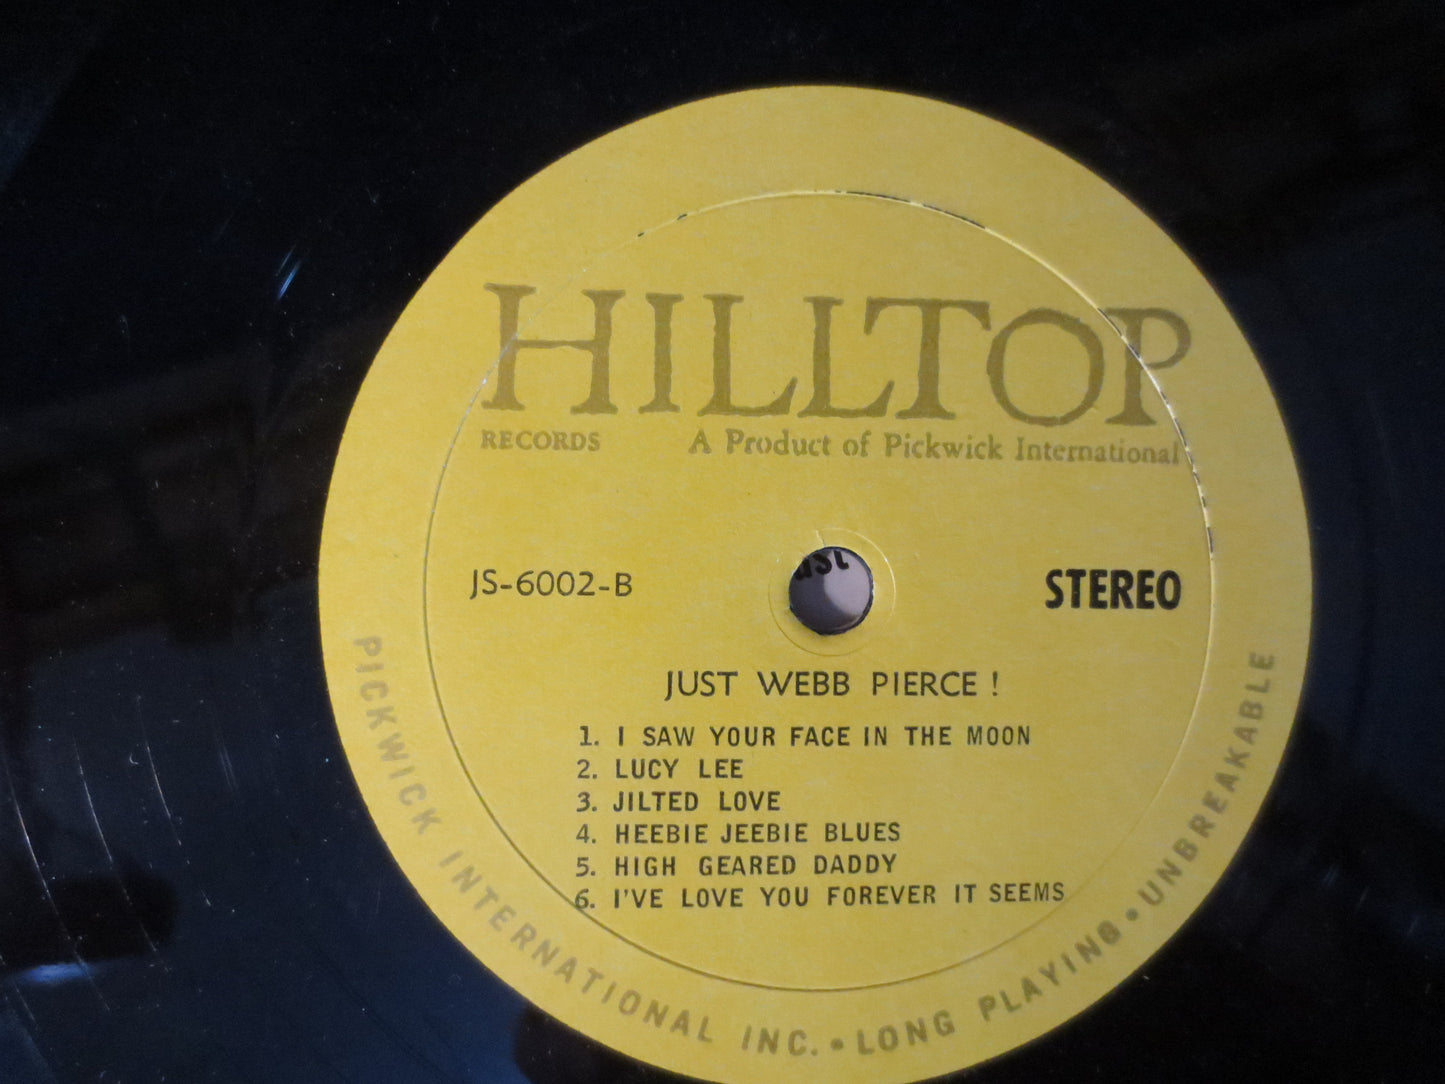 HILLTOP
RECORDS A Product of Pickwick International
JS-6002-B
ust
STEREO
JUST WEBB PIERCE !
1. I SAW YOUR FACE IN THE MOON
2. LUCY LEE
3. JILTED LOVE
4. HEEBIE JEEBIE BLUES
5. HIGH GEARED DADDY
6. I'VE LOVE YOU FOREVER IT SEEMS
PICKWICK INTERNATIONAL INC. • LONG PLAYING • UNBREAKABLE